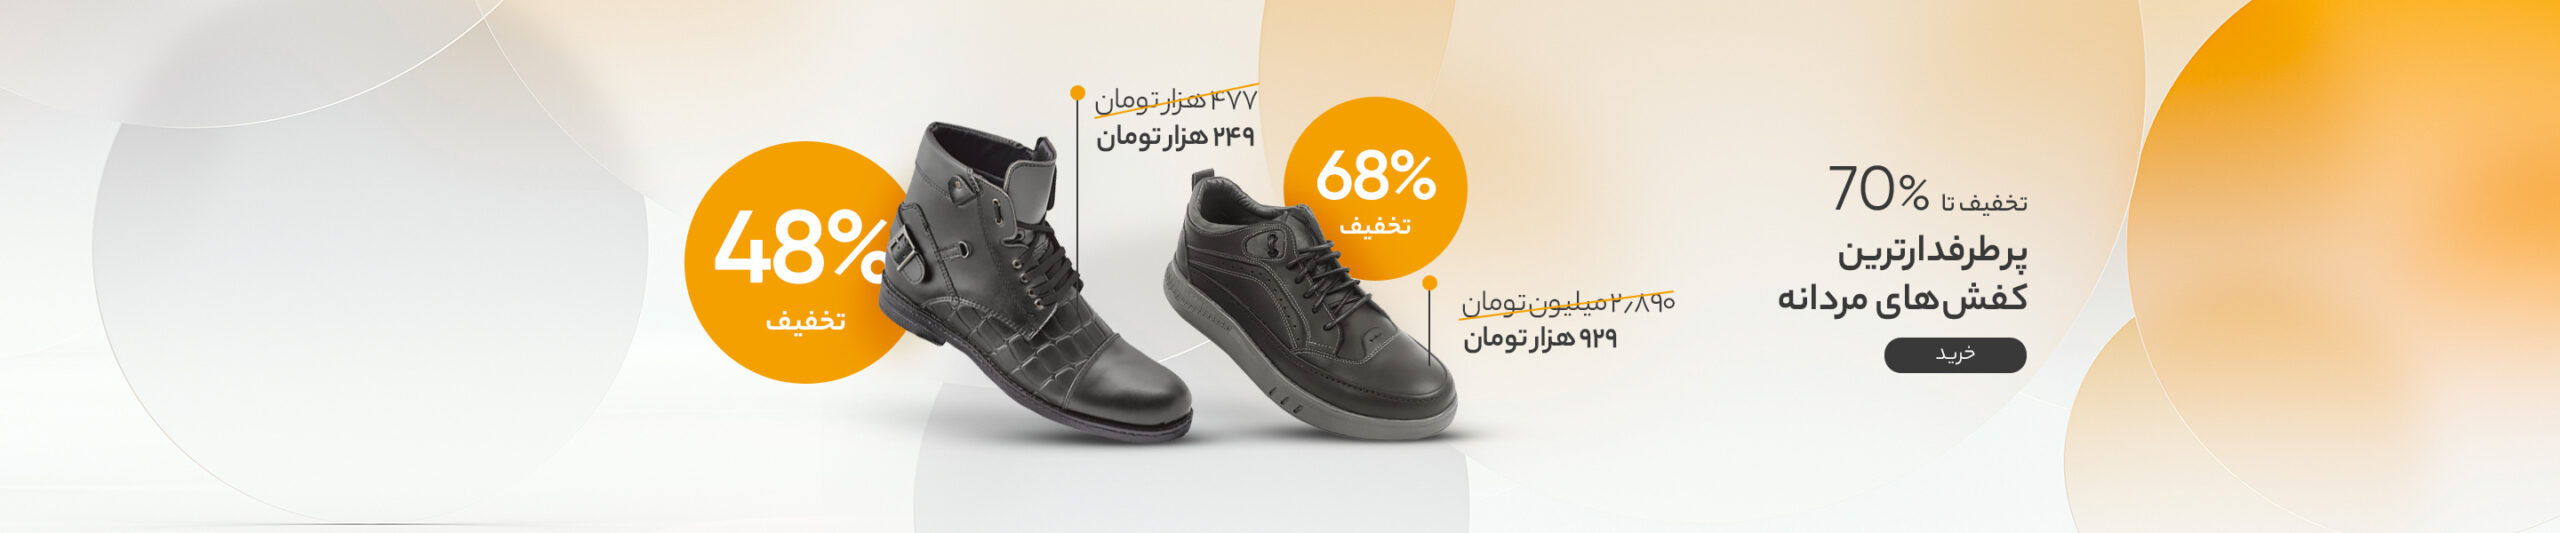 تخفیف تا 70%
پرطرفدارترین
کفش‌های مردانه
خرید
۲٫۸۹۰ میلیون تومان
۹۲۹ هزار تومان
68%
تخفیف
۴۷۷ هزار تومان
۲۴۹ هزار تومان
48%
تخفیف